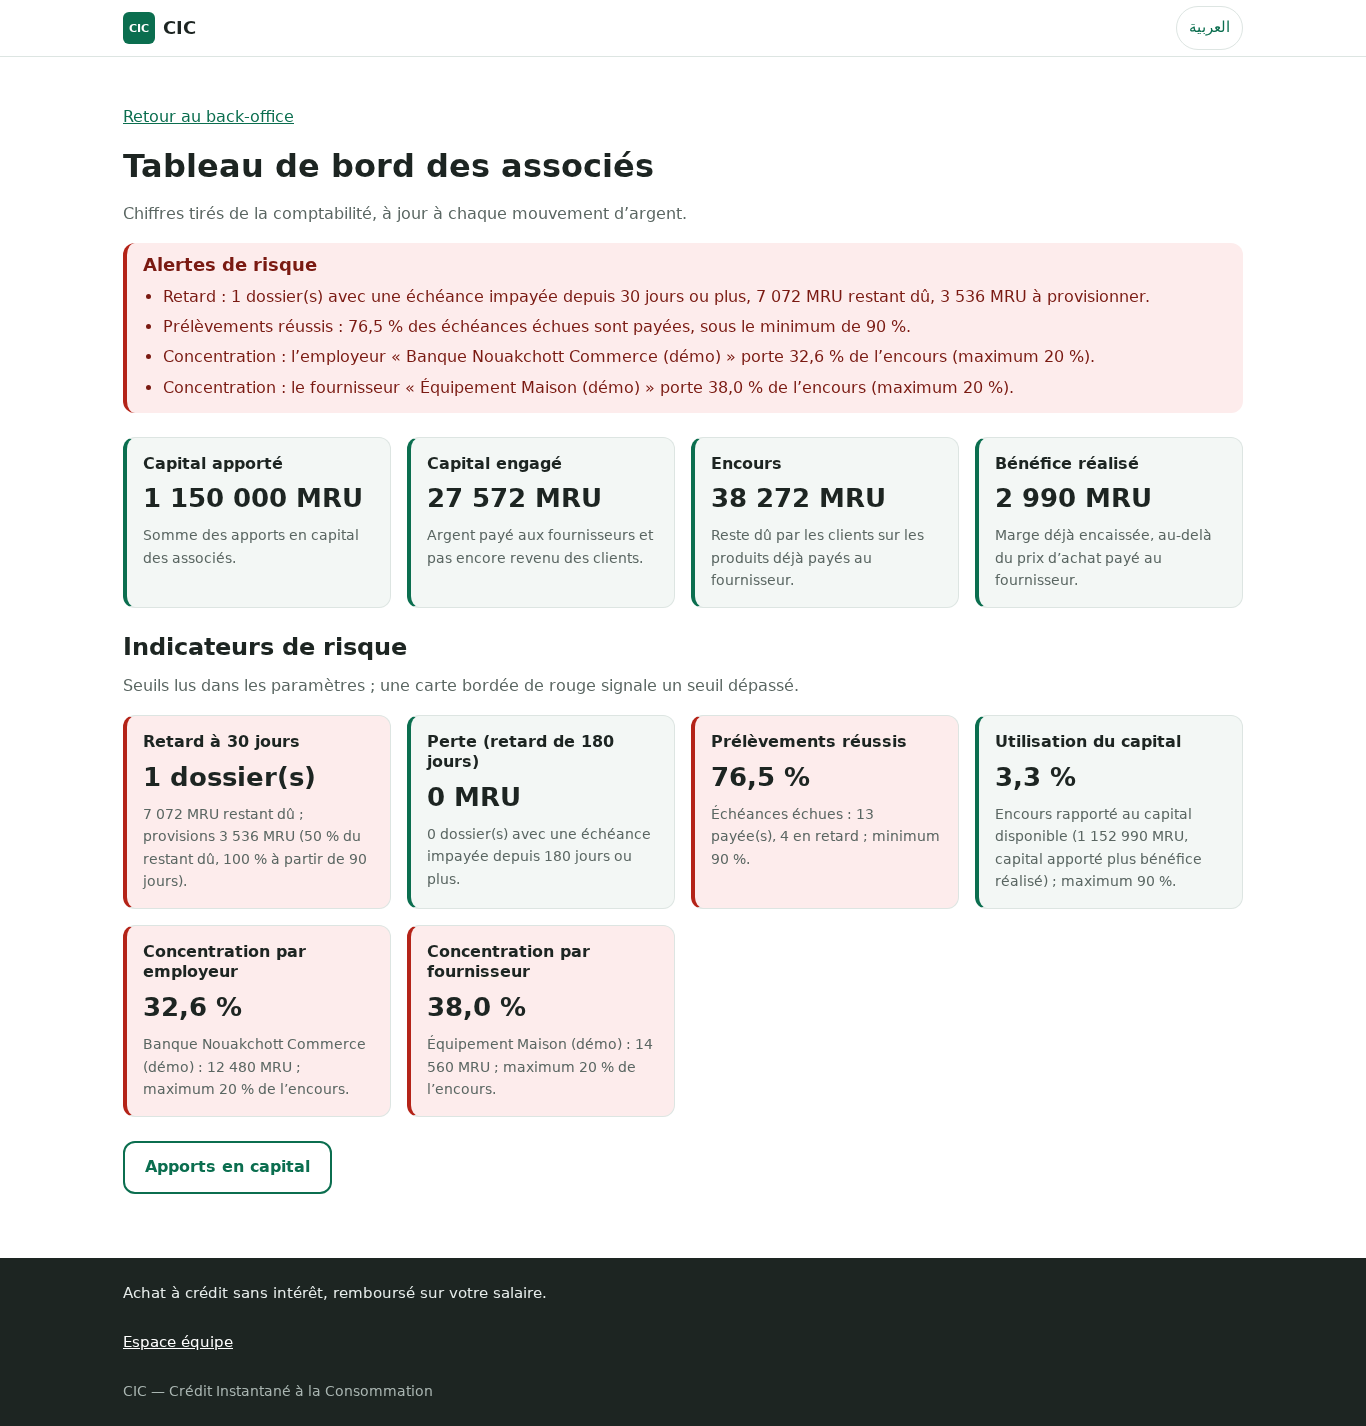 CIC CIC
العربية
Retour au back-office
Tableau de bord des associés
Chiffres tirés de la comptabilité, à jour à chaque mouvement d’argent.
Alertes de risque
• Retard : 1 dossier(s) avec une échéance impayée depuis 30 jours ou plus, 7 072 MRU restant dû, 3 536 MRU à provisionner.
• Prélèvements réussis : 76,5 % des échéances échues sont payées, sous le minimum de 90 %.
• Concentration : l’employeur « Banque Nouakchott Commerce (démo) » porte 32,6 % de l’encours (maximum 20 %).
• Concentration : le fournisseur « Équipement Maison (démo) » porte 38,0 % de l’encours (maximum 20 %).
Capital apporté
1 150 000 MRU
Somme des apports en capital
des associés.
Capital engagé
27 572 MRU
Argent payé aux fournisseurs et
pas encore revenu des clients.
Encours
38 272 MRU
Reste dû par les clients sur les
produits déjà payés au
fournisseur.
Bénéfice réalisé
2 990 MRU
Marge déjà encaissée, au-delà
du prix d’achat payé au
fournisseur.
Indicateurs de risque
Seuils lus dans les paramètres ; une carte bordée de rouge signale un seuil dépassé.
Retard à 30 jours
1 dossier(s)
7 072 MRU restant dû ;
provisions 3 536 MRU (50 % du
restant dû, 100 % à partir de 90
jours).
Perte (retard de 180
jours)
0 MRU
0 dossier(s) avec une échéance
impayée depuis 180 jours ou
plus.
Prélèvements réussis
76,5 %
Échéances échues : 13
payée(s), 4 en retard ; minimum
90 %.
Utilisation du capital
3,3 %
Encours rapporté au capital
disponible (1 152 990 MRU,
capital apporté plus bénéfice
réalisé) ; maximum 90 %.
Concentration par
employeur
32,6 %
Banque Nouakchott Commerce
(démo) : 12 480 MRU ;
maximum 20 % de l’encours.
Concentration par
fournisseur
38,0 %
Équipement Maison (démo) : 14
560 MRU ; maximum 20 % de
l’encours.
Apports en capital
Achat à crédit sans intérêt, remboursé sur votre salaire.
Espace équipe
CIC — Crédit Instantané à la Consommation